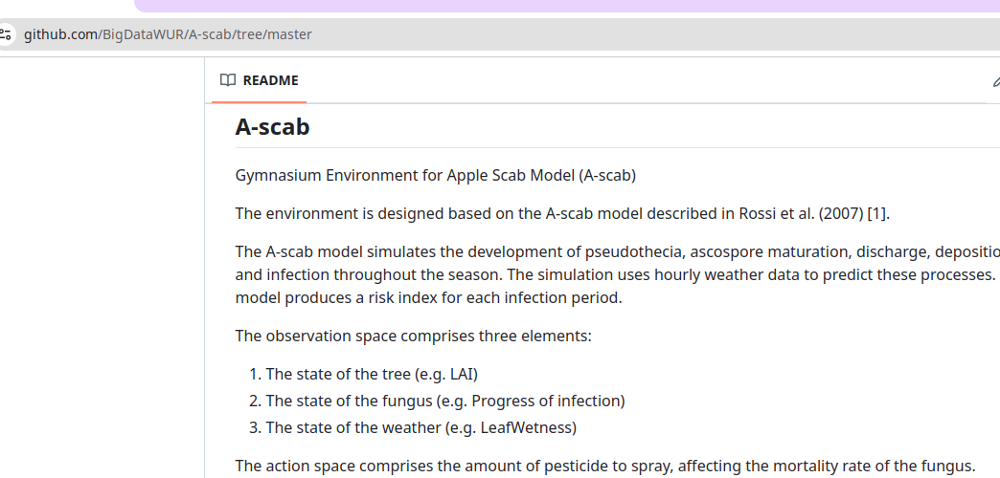 github.com/BigDataWUR/A-scab/tree/master
README
A-scab
Gymnasium Environment for Apple Scab Model (A-scab)
The environment is designed based on the A-scab model described in Rossi et al. (2007) [1].
The A-scab model simulates the development of pseudothecia, ascospore maturation, discharge, depositio
and infection throughout the season. The simulation uses hourly weather data to predict these processes.
model produces a risk index for each infection period.
The observation space comprises three elements:
1. The state of the tree (e.g. LAI)
2. The state of the fungus (e.g. Progress of infection)
3. The state of the weather (e.g. LeafWetness)
The action space comprises the amount of pesticide to spray, affecting the mortality rate of the fungus.